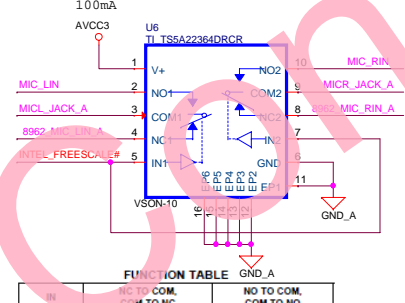 100mA
AVCC3
U6
TI_TS5A22364DRCR
1 V+ NO2 10 MIC_RIN
MIC_LIN 2 NO1 COM2 9 MICR_JACK_A
MICL_JACK_A 3 COM1 NC2 8 8962_MIC_RIN_A
8962_MIC_LIN_A 4 NC1 IN2 7
INTEL_FREESCALE# 5 IN1 GND 6
EP6 EP5 EP4 EP3 EP2 EP1 11
VSON-10
16 15 14 13 12
GND_A
GND_A
FUNCTION TABLE
IN NC TO COM, NO TO COM,
COM TO NC COM TO NO